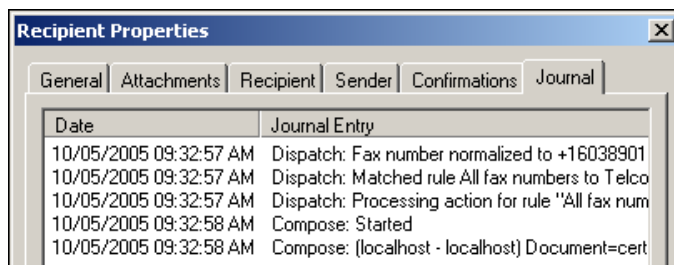 Recipient Properties
General Attachments Recipient Sender Confirmations Journal
Date Journal Entry
10/05/2005 09:32:57 AM Dispatch: Fax number normalized to +16038901
10/05/2005 09:32:57 AM Dispatch: Matched rule All fax numbers to Telco
10/05/2005 09:32:57 AM Dispatch: Processing action for rule "All fax num
10/05/2005 09:32:58 AM Compose: Started
10/05/2005 09:32:58 AM Compose: (localhost - localhost) Document=cert